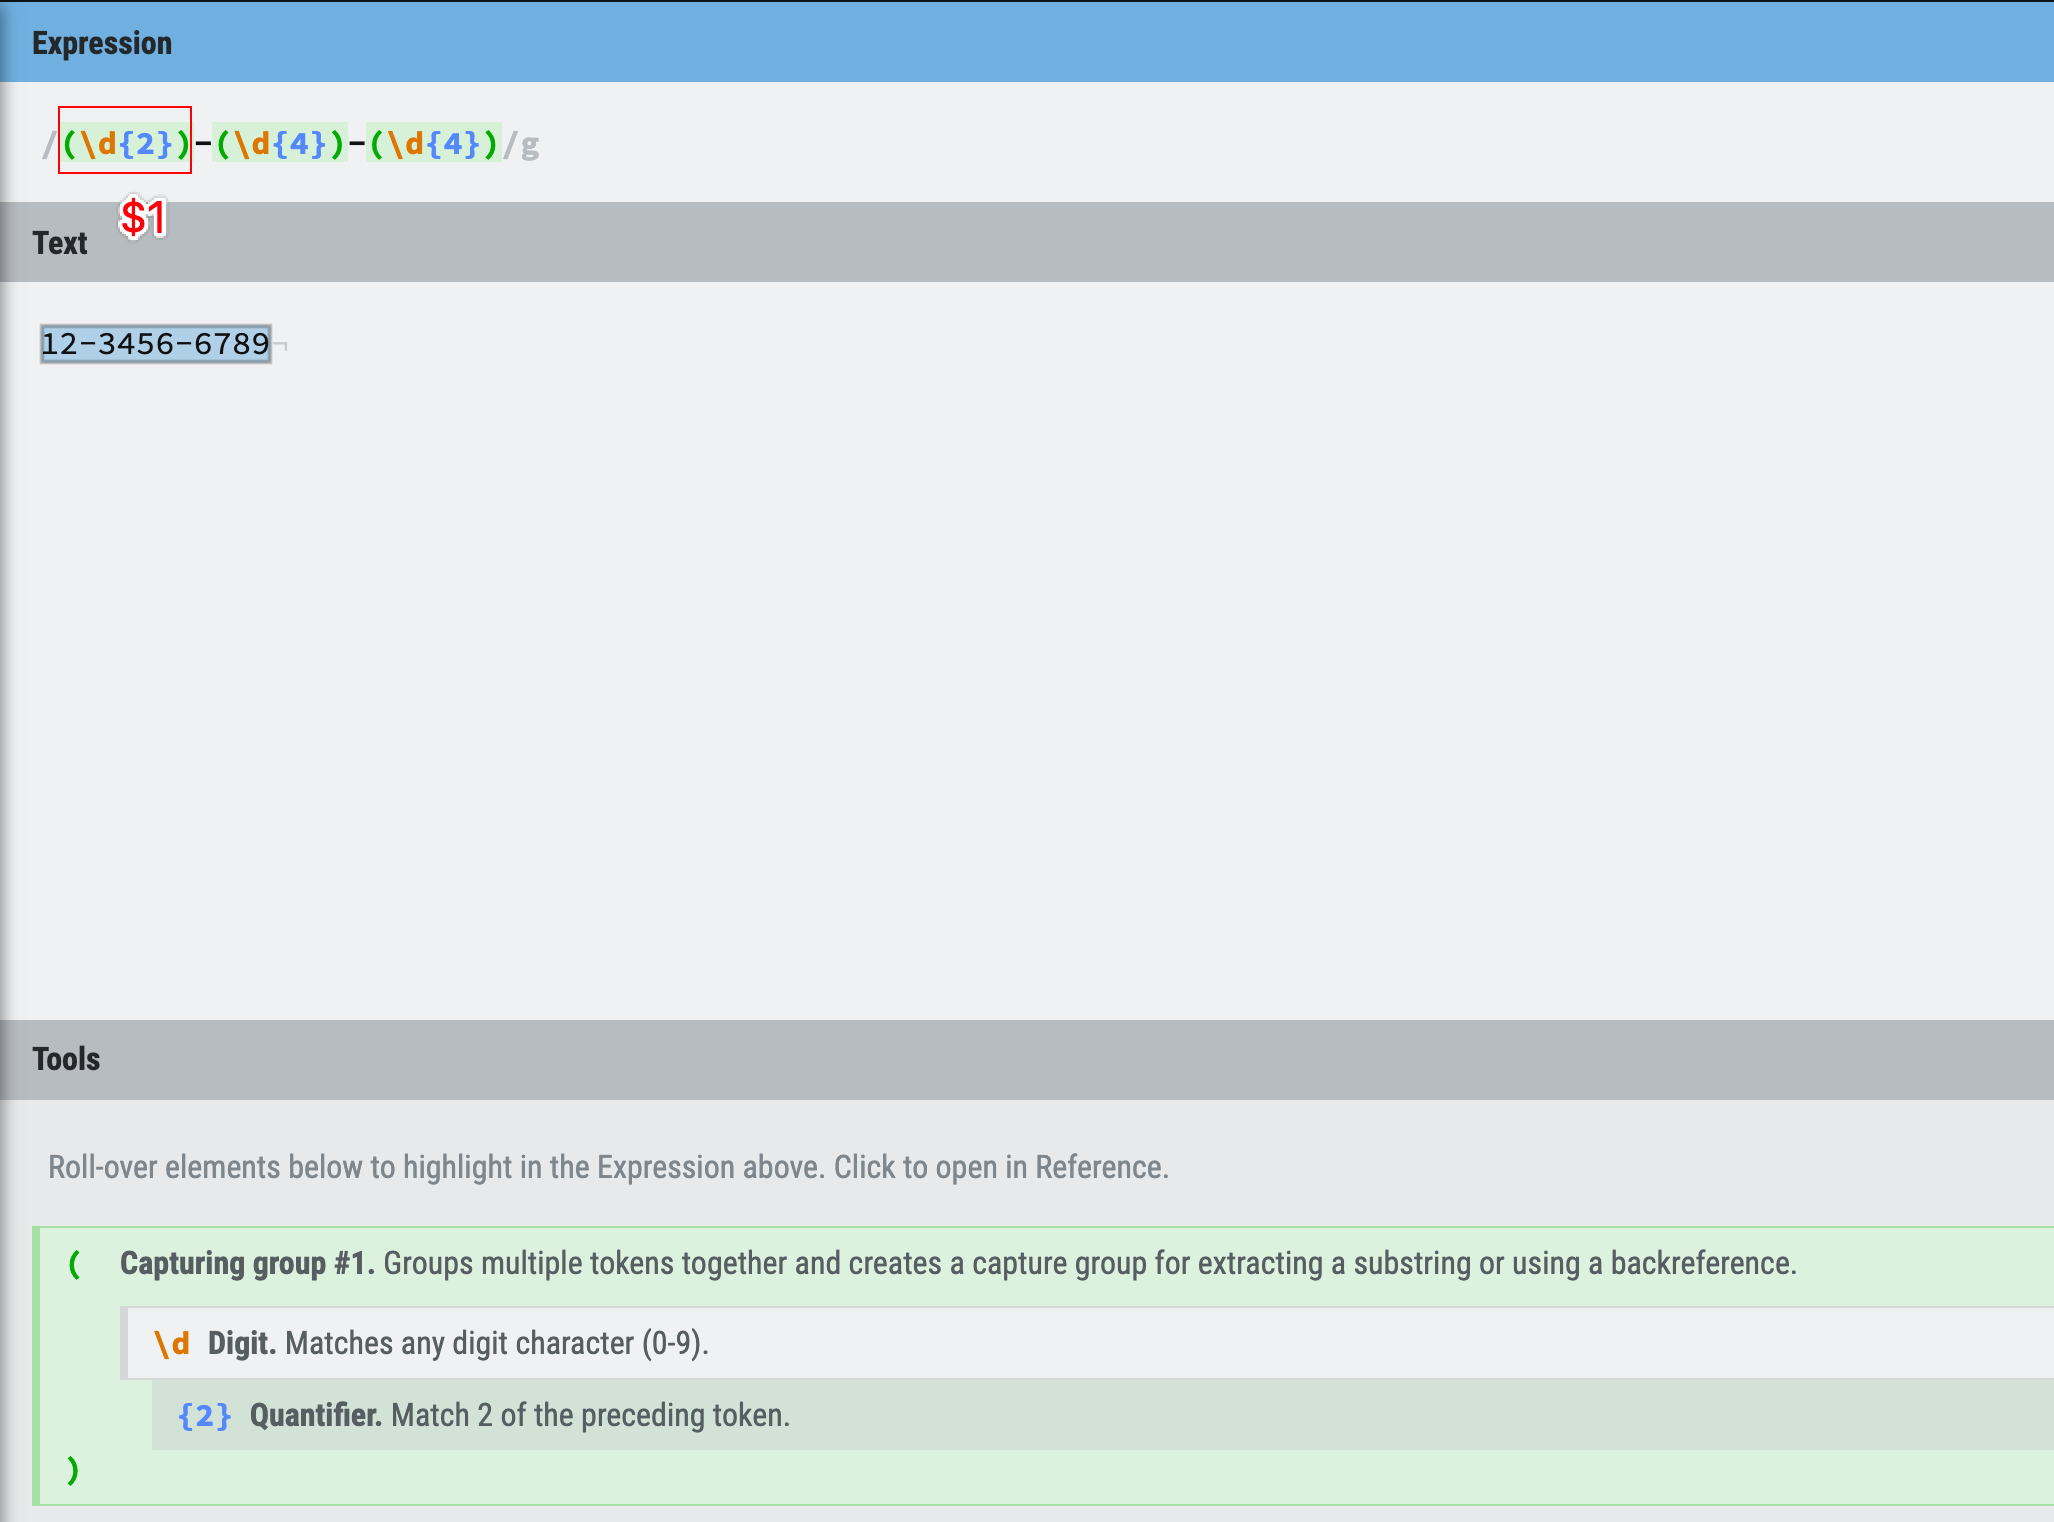 Expression
/(\d{2})-(\d{4})-(\d{4})/g
$1
Text
12-3456-6789¬
Tools
Roll-over elements below to highlight in the Expression above. Click to open in Reference.
( Capturing group #1. Groups multiple tokens together and creates a capture group for extracting a substring or using a backreference.
\d Digit. Matches any digit character (0-9).
{2} Quantifier. Match 2 of the preceding token.
)